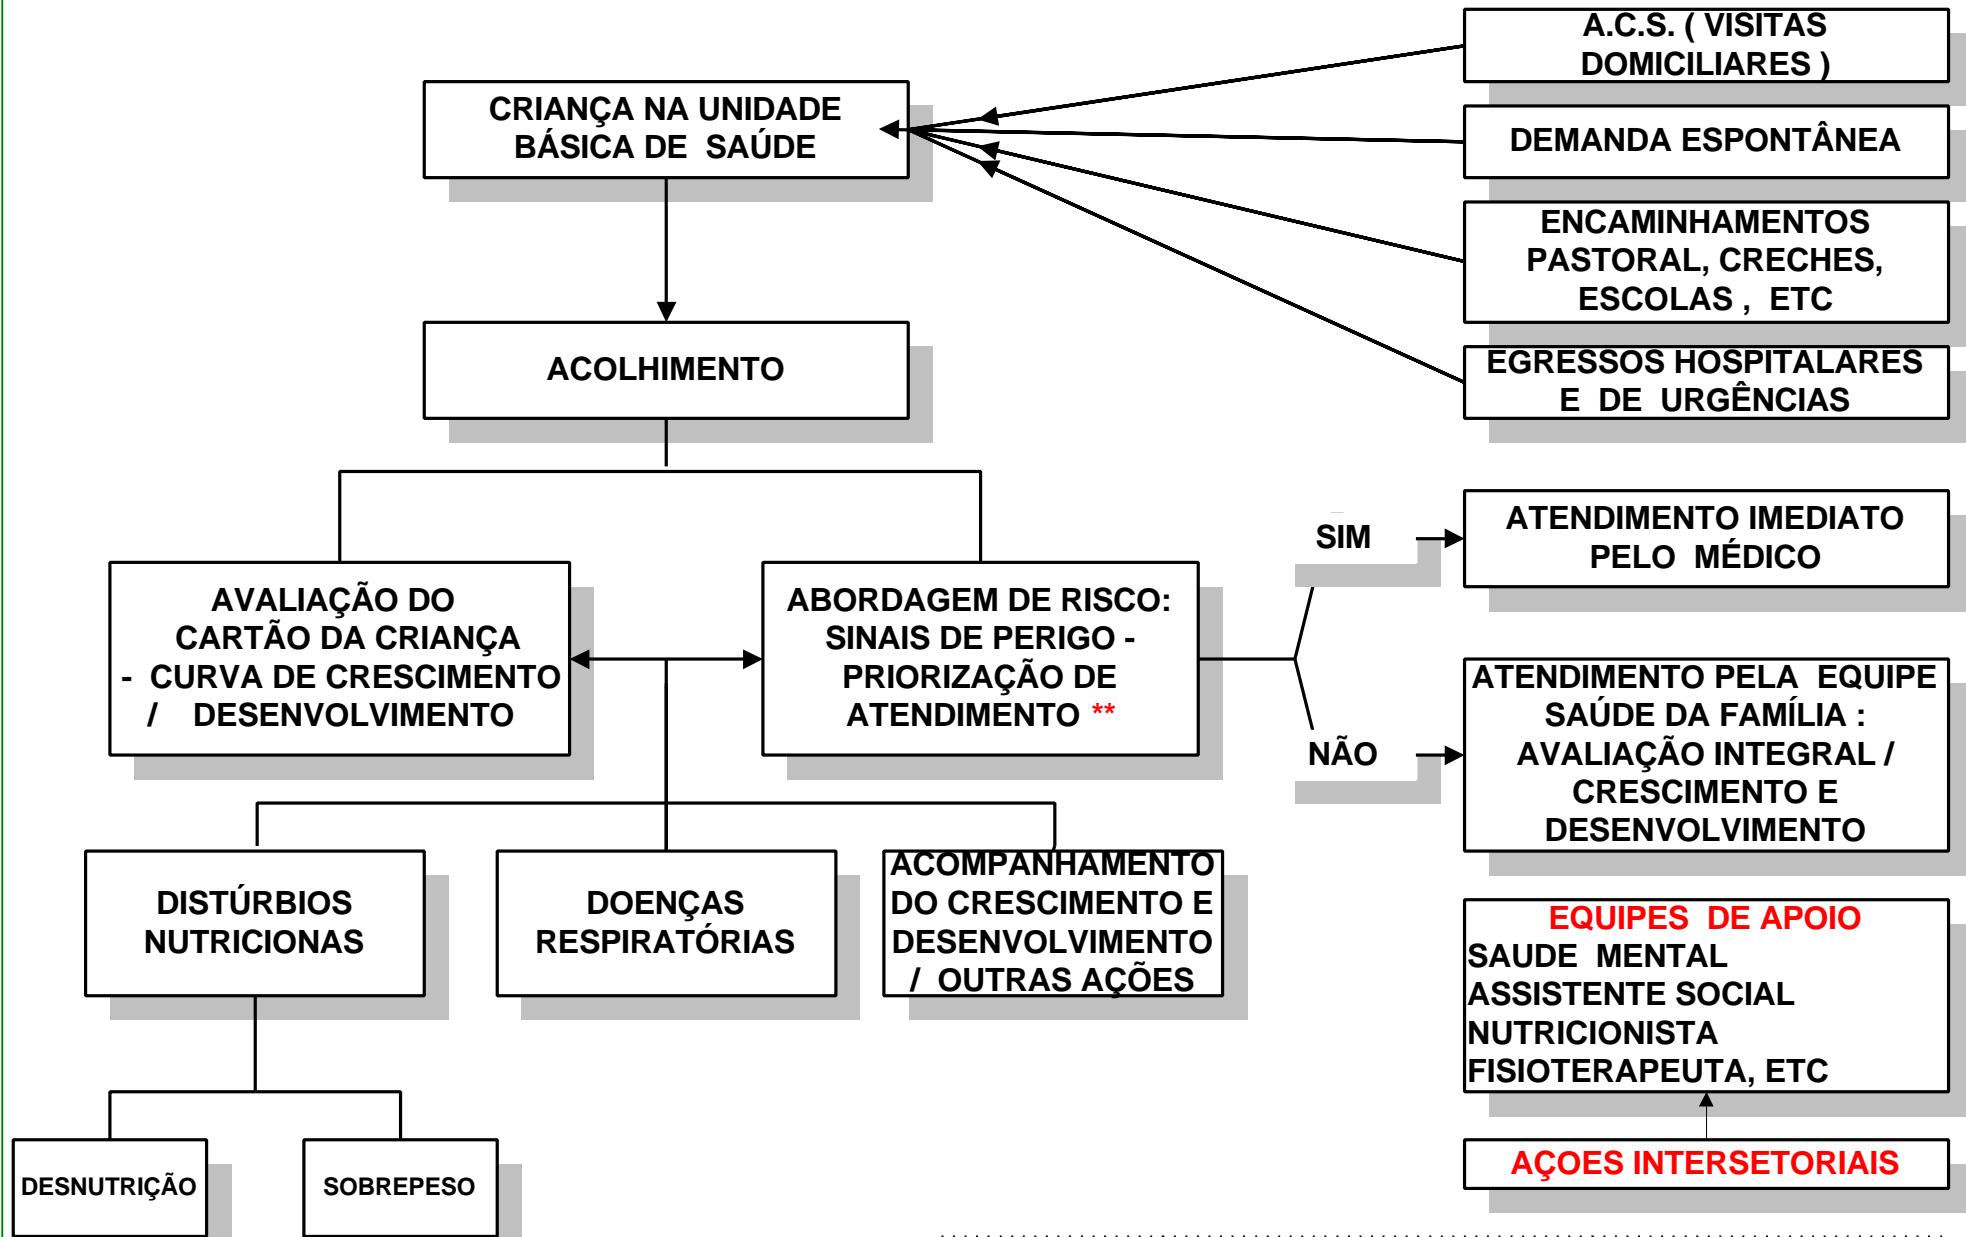 A.C.S. ( VISITAS
DOMICILIARES )
CRIANÇA NA UNIDADE
BÁSICA DE  SAÚDE
DEMANDA ESPONTÂNEA
ENCAMINHAMENTOS
PASTORAL, CRECHES,
ESCOLAS ,  ETC
ACOLHIMENTO
EGRESSOS HOSPITALARES
E  DE  URGÊNCIAS
SIM
ATENDIMENTO IMEDIATO
PELO  MÉDICO
AVALIAÇÃO DO
CARTÃO DA CRIANÇA
-  CURVA DE CRESCIMENTO
/    DESENVOLVIMENTO
ABORDAGEM DE RISCO:
SINAIS DE PERIGO -
PRIORIZAÇÃO DE
ATENDIMENTO **
NÃO
ATENDIMENTO PELA  EQUIPE
SAÚDE DA FAMÍLIA :
AVALIAÇÃO INTEGRAL /
CRESCIMENTO E
DESENVOLVIMENTO
DISTÚRBIOS
NUTRICIONAS
DOENÇAS
RESPIRATÓRIAS
ACOMPANHAMENTO
DO CRESCIMENTO E
DESENVOLVIMENTO
/  OUTRAS AÇÕES
EQUIPES  DE APOIO
SAUDE  MENTAL
ASSISTENTE SOCIAL
NUTRICIONISTA
FISIOTERAPEUTA, ETC
DESNUTRIÇÃO
SOBREPESO
AÇOES INTERSETORIAIS